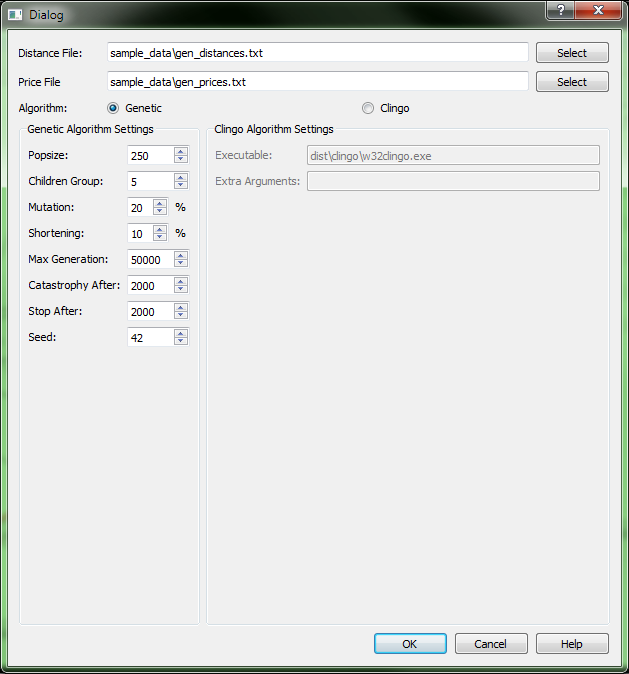 Dialog
Distance File: sample_data\gen_distances.txt Select
Price File sample_data\gen_prices.txt Select
Algorithm: Genetic Clingo
Genetic Algorithm Settings Clingo Algorithm Settings
Popsize: 250 Executable: dist\clingo\w32clingo.exe
Children Group: 5 Extra Arguments:
Mutation: 20 %
Shortening: 10 %
Max Generation: 50000
Catastrophy After: 2000
Stop After: 2000
Seed: 42
OK Cancel Help